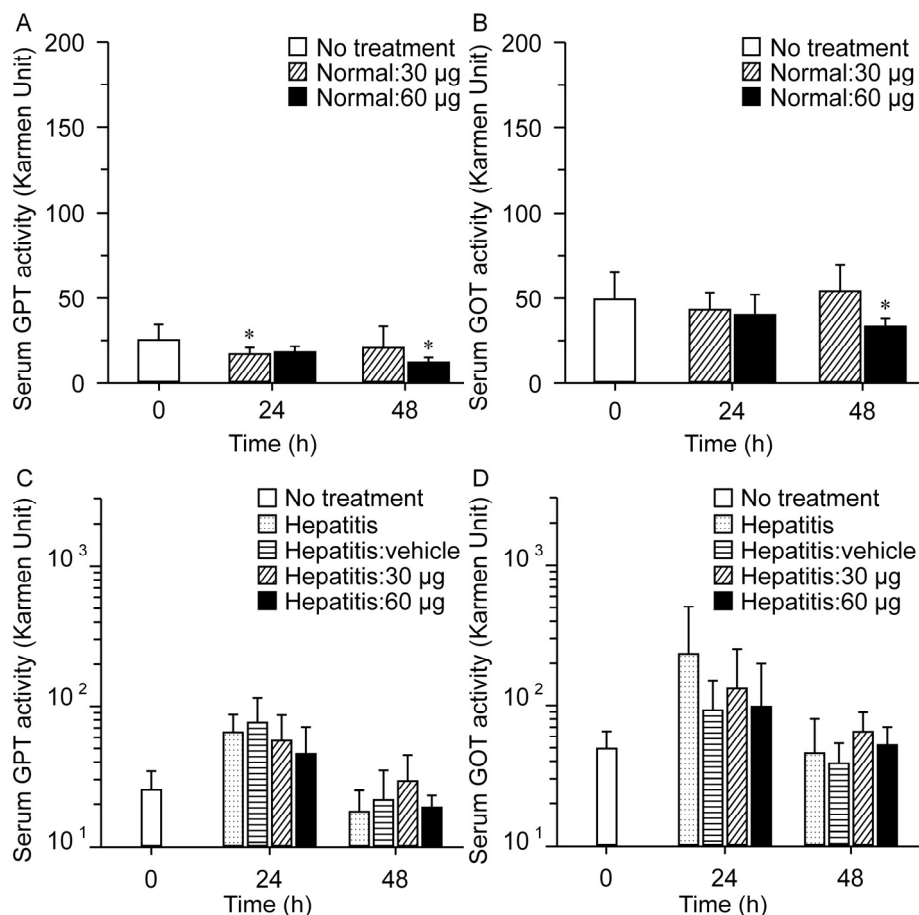 A
Serum GPT activity (Karmen Unit)
200
150
100
50
0
No treatment
Normal:30 µg
Normal:60 µg
*
*
0
24
48
Time (h)
B
Serum GOT activity (Karmen Unit)
200
150
100
50
0
No treatment
Normal:30 µg
Normal:60 µg
*
0
24
48
Time (h)
C
Serum GPT activity (Karmen Unit)
10³
10²
10¹
No treatment
Hepatitis
Hepatitis:vehicle
Hepatitis:30 µg
Hepatitis:60 µg
0
24
48
Time (h)
D
Serum GOT activity (Karmen Unit)
10³
10²
10¹
No treatment
Hepatitis
Hepatitis:vehicle
Hepatitis:30 µg
Hepatitis:60 µg
0
24
48
Time (h)